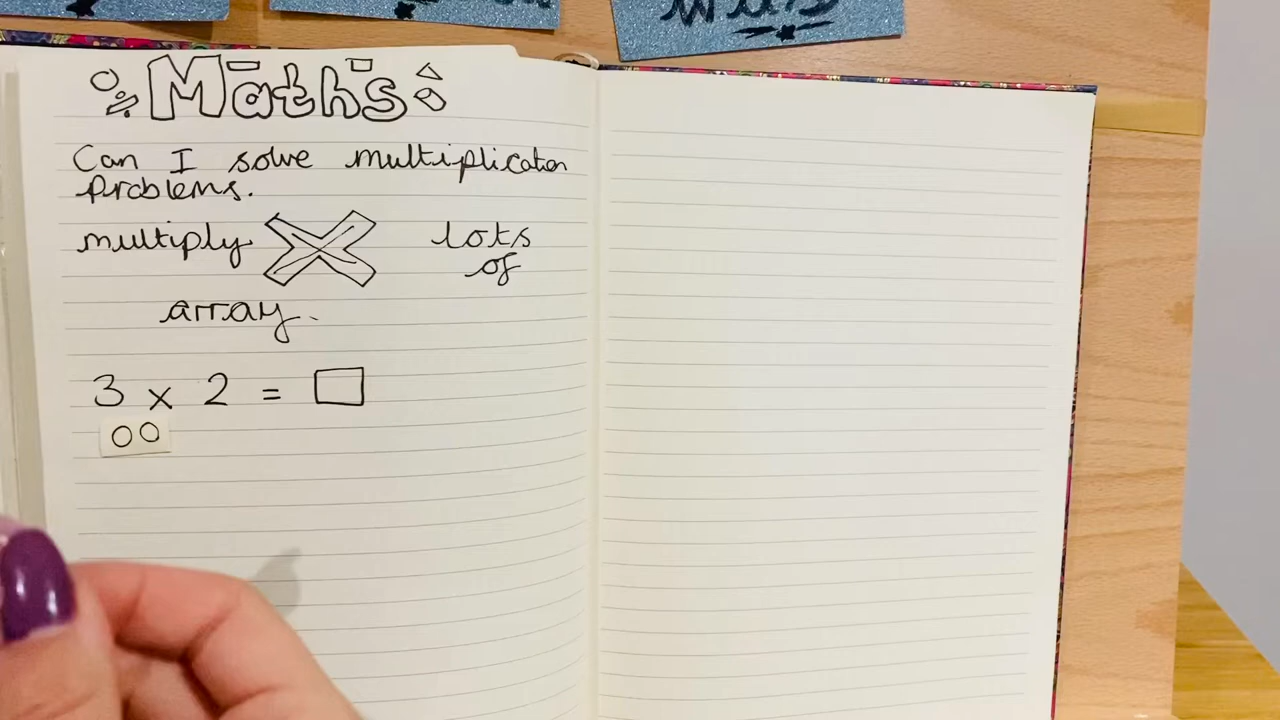 Maths
Can I solve multiplication
problems.
multiply lots
of
array.
3 x 2 = □